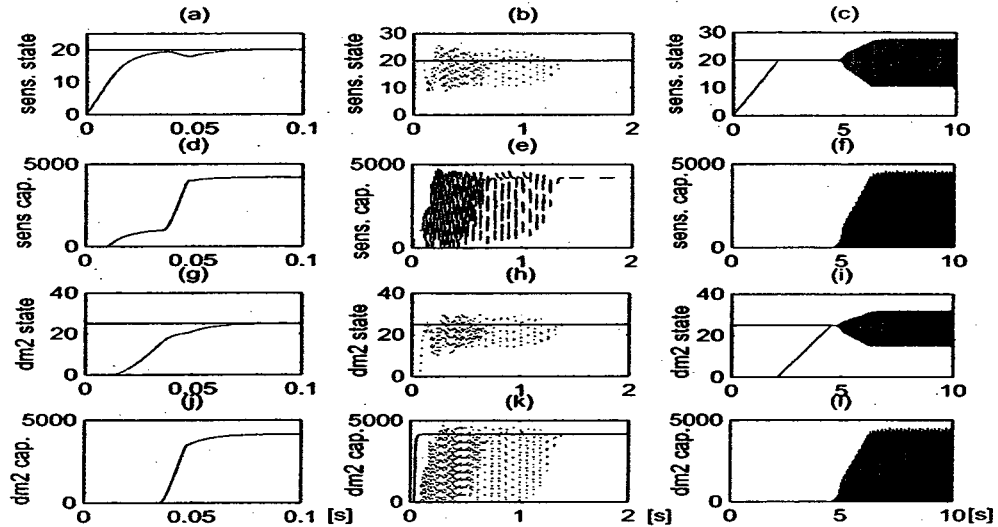 (a) (b) (c)
sens. state 20 10 0 0 0.05 0.1
sens. state 30 20 10 0 0 1 2
sens. state 30 20 10 0 0 5 10
(d) (e) (f)
sens cap. 5000 0 0 0.05 0.1
sens. cap. 5000 0 0 1 2
sens. cap. 5000 0 0 5 10
(g) (h) (i)
dm2 state 40 20 0 0 0.05 0.1
dm2 state 40 20 0 0 1 2
dm2 state 40 20 0 0 5 10
(j) (k) (l)
dm2 cap. 5000 0 0 0.05 0.1 [s]
dm2 cap. 5000 0 0 1 2 [s]
dm2 cap. 5000 0 0 5 10 [s]